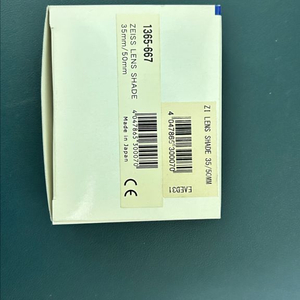 1365-667
ZEISS LENS SHADE
35mm/50mm
4 047865 300070
Made in Japan
CE
ZI LENS SHADE 35/50MM
4 047865 300070
EAED31